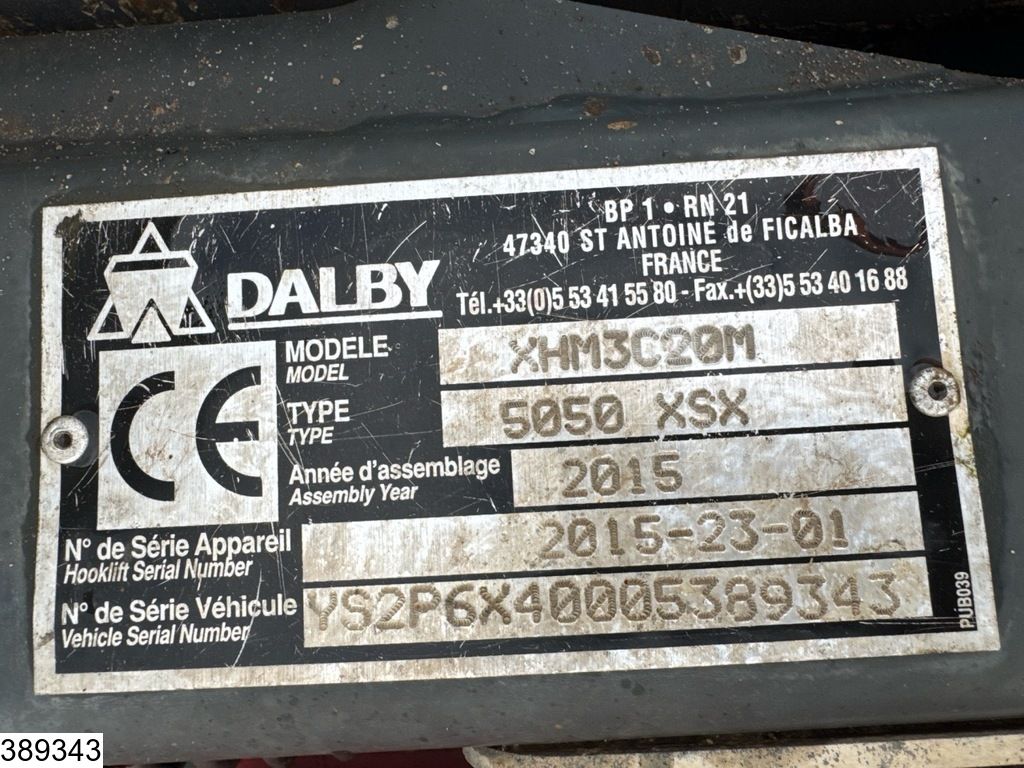 BP 1 • RN 21
47340 ST ANTOINE de FICALBA
FRANCE
DALBY
Tél.+33(0)5 53 41 55 80 - Fax.+(33)5 53 40 16 88
MODELE XHM3C20M
MODEL
TYPE 5050 XSX
TYPE
CE
Année d'assemblage 2015
Assembly Year
N° de Série Appareil 2015-23-01
Hooklift Serial Number
N° de Série Véhicule YS2P6X40005389343
Vehicle Serial Number
PUB039
389343